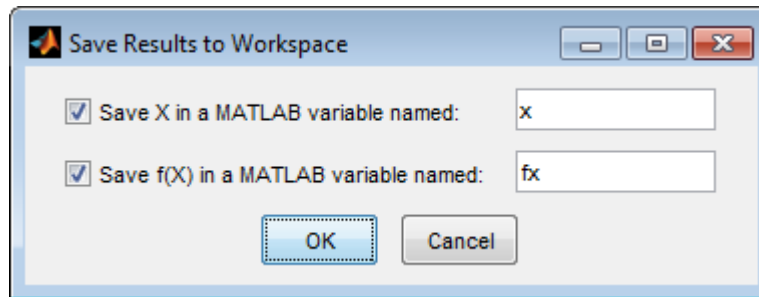 Save Results to Workspace
Save X in a MATLAB variable named: x
Save f(X) in a MATLAB variable named: fx
OK Cancel